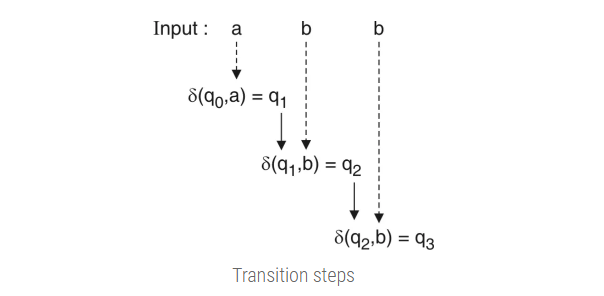 Input : a b b
δ(q₀,a) = q₁
δ(q₁,b) = q₂
δ(q₂,b) = q₃
Transition steps